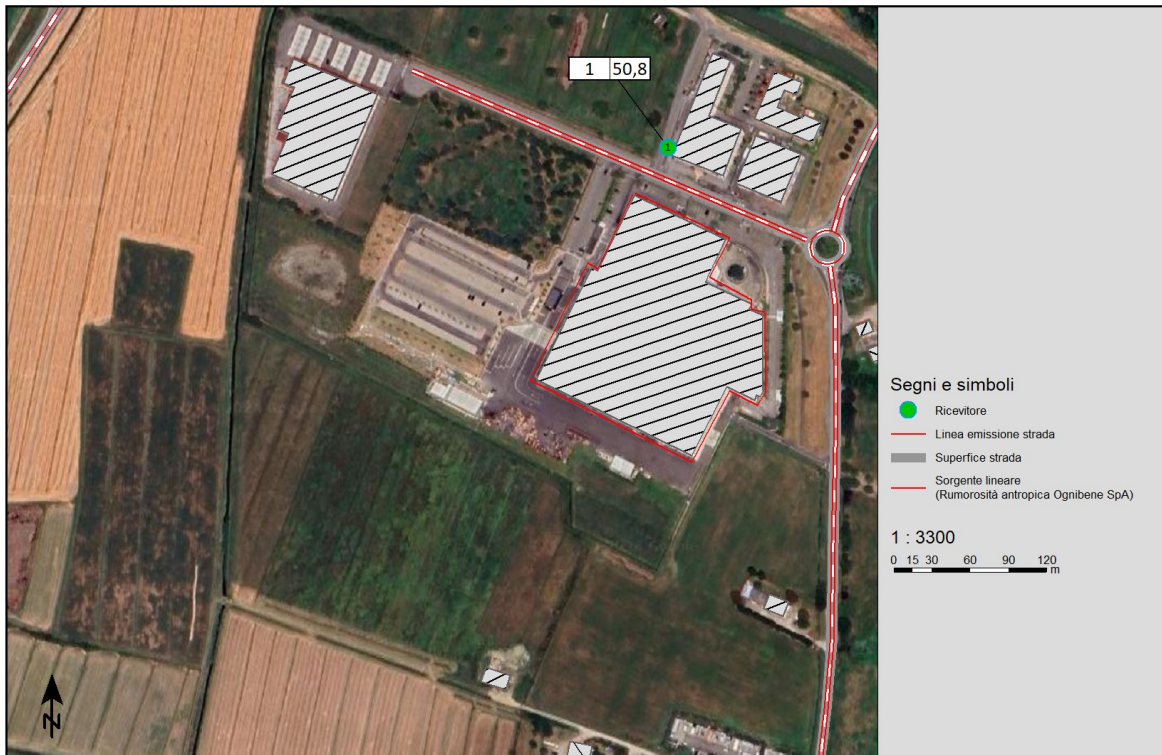 1 50,8
1
Segni e simboli
Ricevitore
Linea emissione strada
Superfice strada
Sorgente lineare
(Rumorosità antropica Ognibene SpA)
1 : 3300
0 15 30 60 90 120
m
N